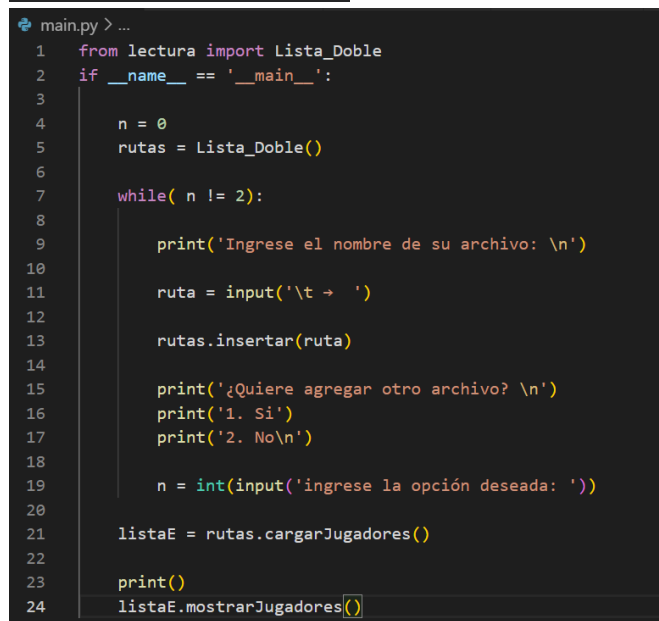 main.py > ...
1 from lectura import Lista_Doble
2 if __name__ == '__main__':
3
4     n = 0
5     rutas = Lista_Doble()
6
7     while( n != 2):
8
9         print('Ingrese el nombre de su archivo: \n')
10
11         ruta = input('\t → ')
12
13         rutas.insertar(ruta)
14
15         print('¿Quiere agregar otro archivo? \n')
16         print('1. Si')
17         print('2. No\n')
18
19         n = int(input('ingrese la opción deseada: '))
20
21     listaE = rutas.cargarJugadores()
22
23     print()
24     listaE.mostrarJugadores()